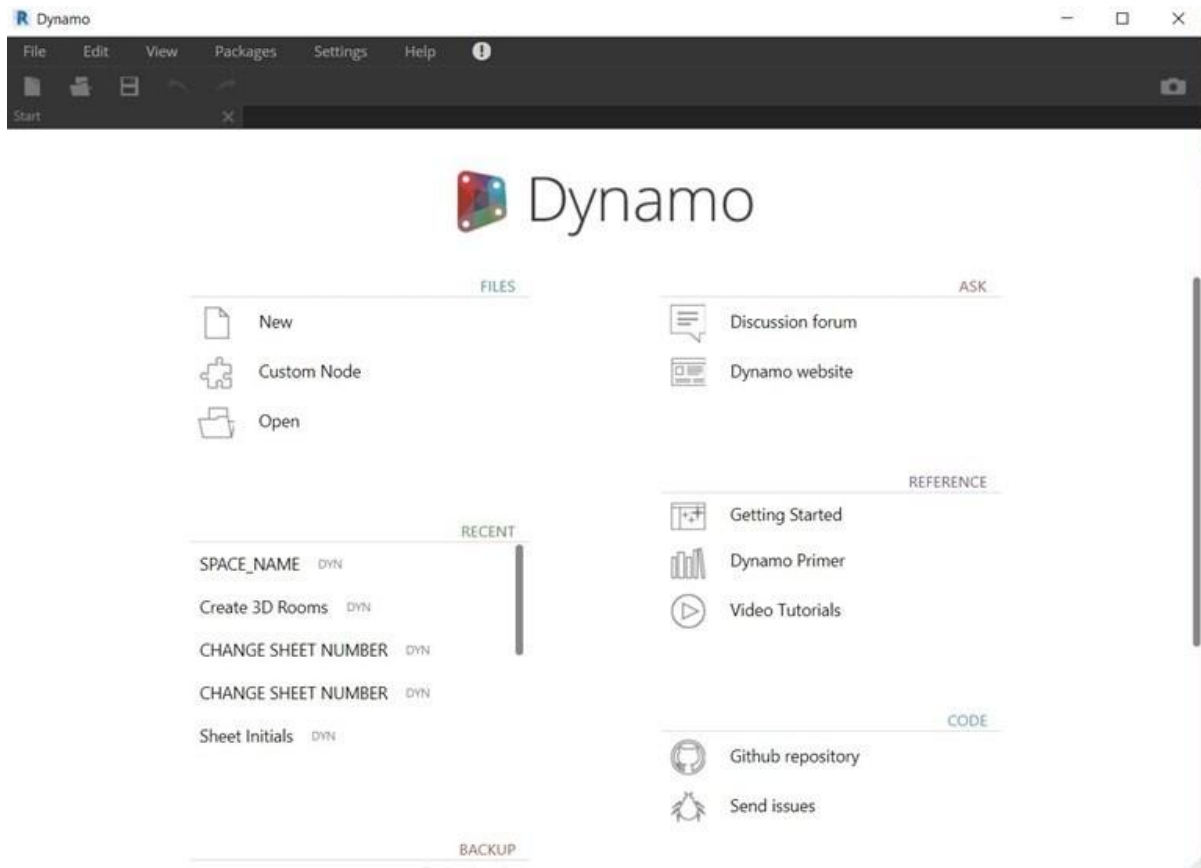 Dynamo
File Edit View Packages Settings Help
Start
Dynamo
FILES
New
Custom Node
Open
RECENT
SPACE_NAME DYN
Create 3D Rooms DYN
CHANGE SHEET NUMBER DYN
CHANGE SHEET NUMBER DYN
Sheet Initials DYN
BACKUP
ASK
Discussion forum
Dynamo website
REFERENCE
Getting Started
Dynamo Primer
Video Tutorials
CODE
Github repository
Send issues